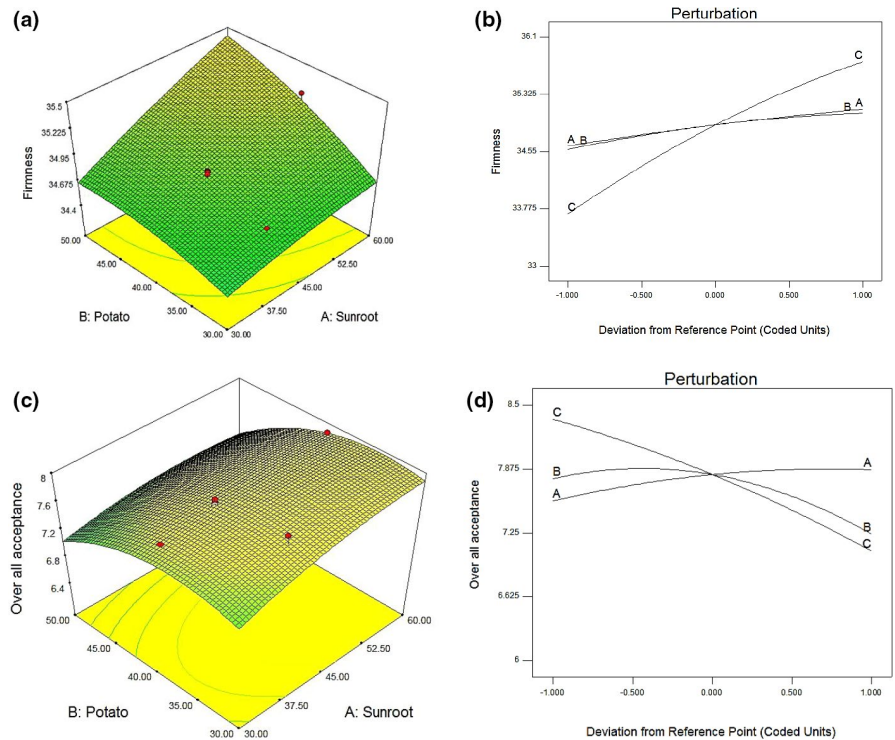 (a)
Firmness
35.5
35.225
34.95
34.675
34.4
50.00
45.00
40.00
35.00
30.00
30.00
37.50
45.00
52.50
60.00
B: Potato
A: Sunroot
(b)
Perturbation
Firmness
36.1
35.325
34.55
33.775
33
A
B
C
C
B
A
-1.000
-0.500
0.000
0.500
1.000
Deviation from Reference Point (Coded Units)
(c)
Over all acceptance
8
7.6
7.2
6.8
6.4
50.00
45.00
40.00
35.00
30.00
30.00
37.50
45.00
52.50
60.00
B: Potato
A: Sunroot
(d)
Perturbation
Over all acceptance
8.5
7.875
7.25
6.625
6
C
B
A
A
B
C
-1.000
-0.500
0.000
0.500
1.000
Deviation from Reference Point (Coded Units)